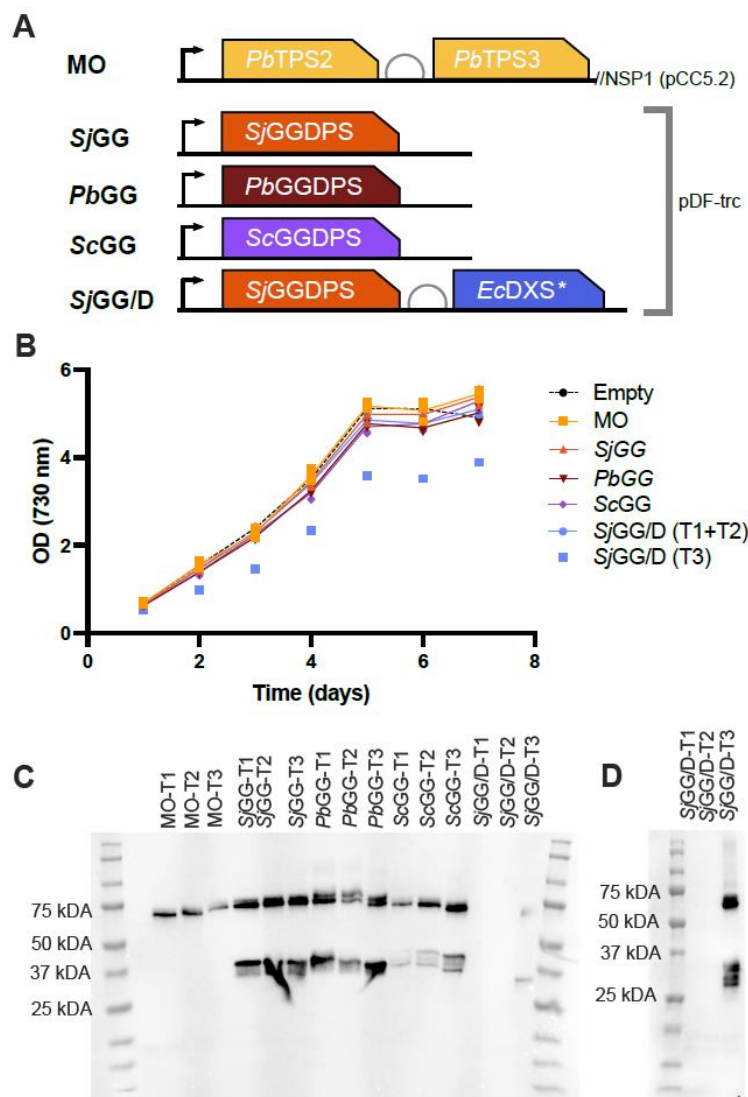 A
MO
PbTPS2
PbTPS3
//NSP1 (pCC5.2)
SjGG
SjGGDPS
PbGG
PbGGDPS
ScGG
ScGGDPS
SjGG/D
SjGGDPS
EcDXS*
pDF-trc
B
OD (730 nm)
6
4
2
0
0
2
4
6
8
Time (days)
Empty
MO
SjGG
PbGG
ScGG
SjGG/D (T1+T2)
SjGG/D (T3)
C
MO-T1
MO-T2
MO-T3
SjGG-T1
SjGG-T2
SjGG-T3
PbGG-T1
PbGG-T2
PbGG-T3
ScGG-T1
ScGG-T2
ScGG-T3
SjGG/D-T1
SjGG/D-T2
SjGG/D-T3
75 kDA
50 kDA
37 kDA
25 kDA
D
SjGG/D-T1
SjGG/D-T2
SjGG/D-T3
75 kDA
50 kDA
37 kDA
25 kDA